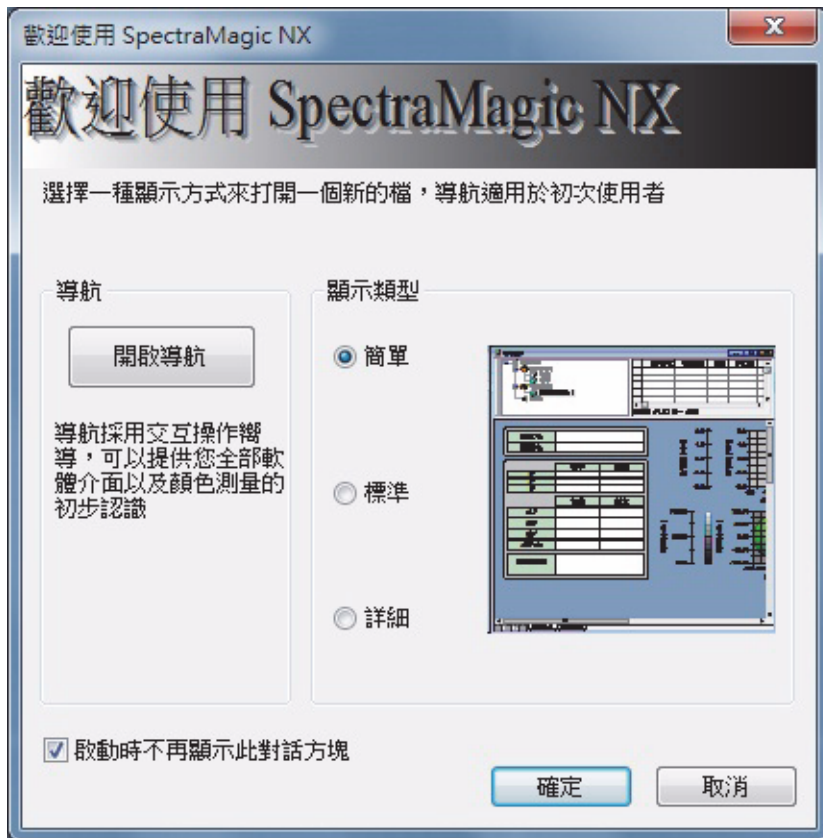 歡迎使用 SpectraMagic NX
歡迎使用 SpectraMagic NX
選擇一種顯示方式來打開一個新的檔，導航適用於初次使用者
導航
開啟導航
導航採用交互操作嚮
導，可以提供您全部軟
體介面以及顏色測量的
初步認識
顯示類型
簡單
標準
詳細
啟動時不再顯示此對話方塊
確定
取消